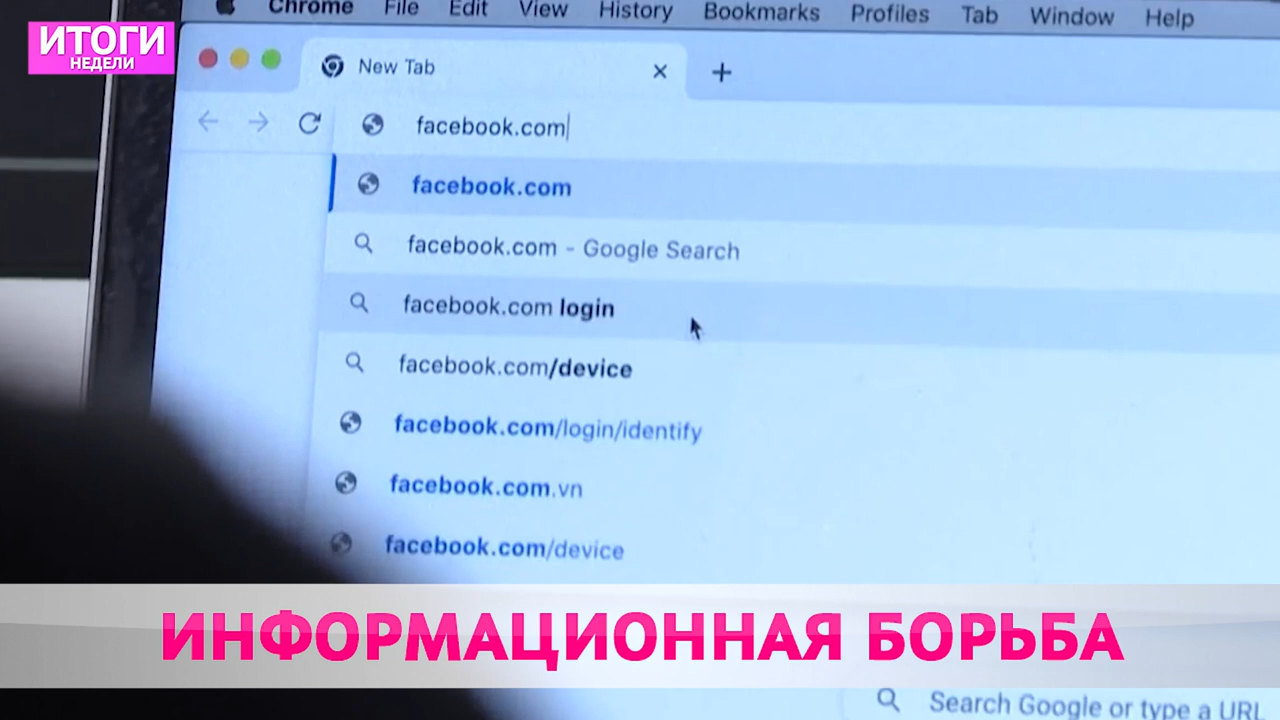 Chrome File Edit View History Bookmarks Profiles Tab Window Help
ИТОГИ
НЕДЕЛИ
New Tab
facebook.com
facebook.com
facebook.com - Google Search
facebook.com login
facebook.com/device
facebook.com/login/identify
facebook.com.vn
facebook.com/device
ИНФОРМАЦИОННАЯ БОРЬБА
Search Google or type a URL